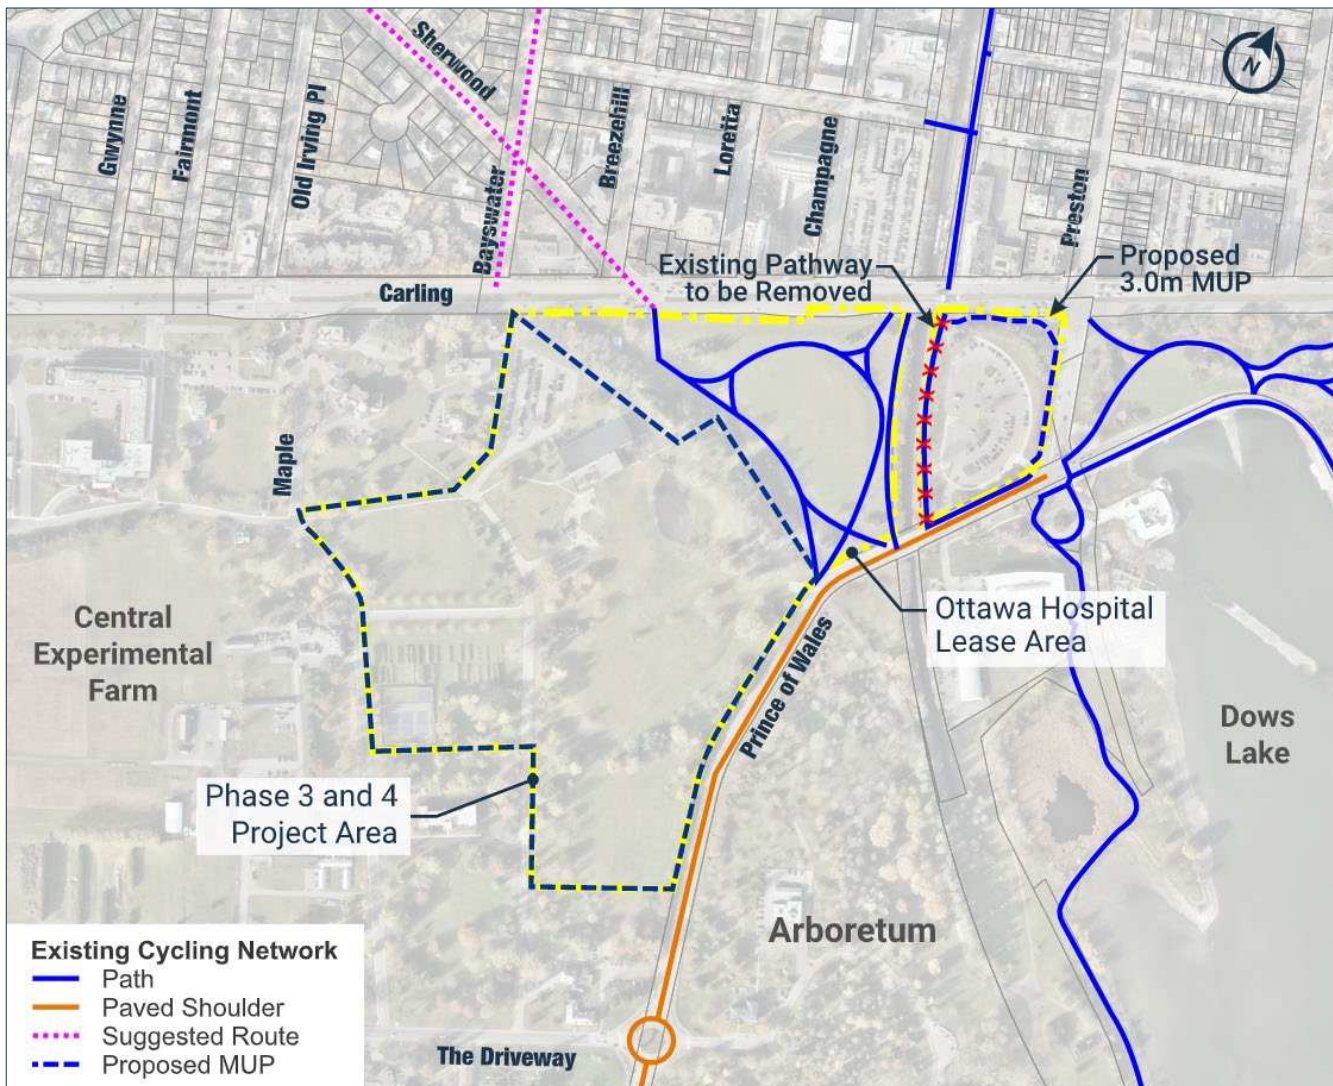 Sherwood
N
Gwynne
Fairmont
Old Irving Pl
Bayswater
Breezehill
Loretta
Champagne
Preston
Existing Pathway
to be Removed
Proposed
3.0m MUP
Carling
Maple
Central
Experimental
Farm
Ottawa Hospital
Lease Area
Prince of Wales
Dows
Lake
Phase 3 and 4
Project Area
Arboretum
Existing Cycling Network
Path
Paved Shoulder
Suggested Route
Proposed MUP
The Driveway